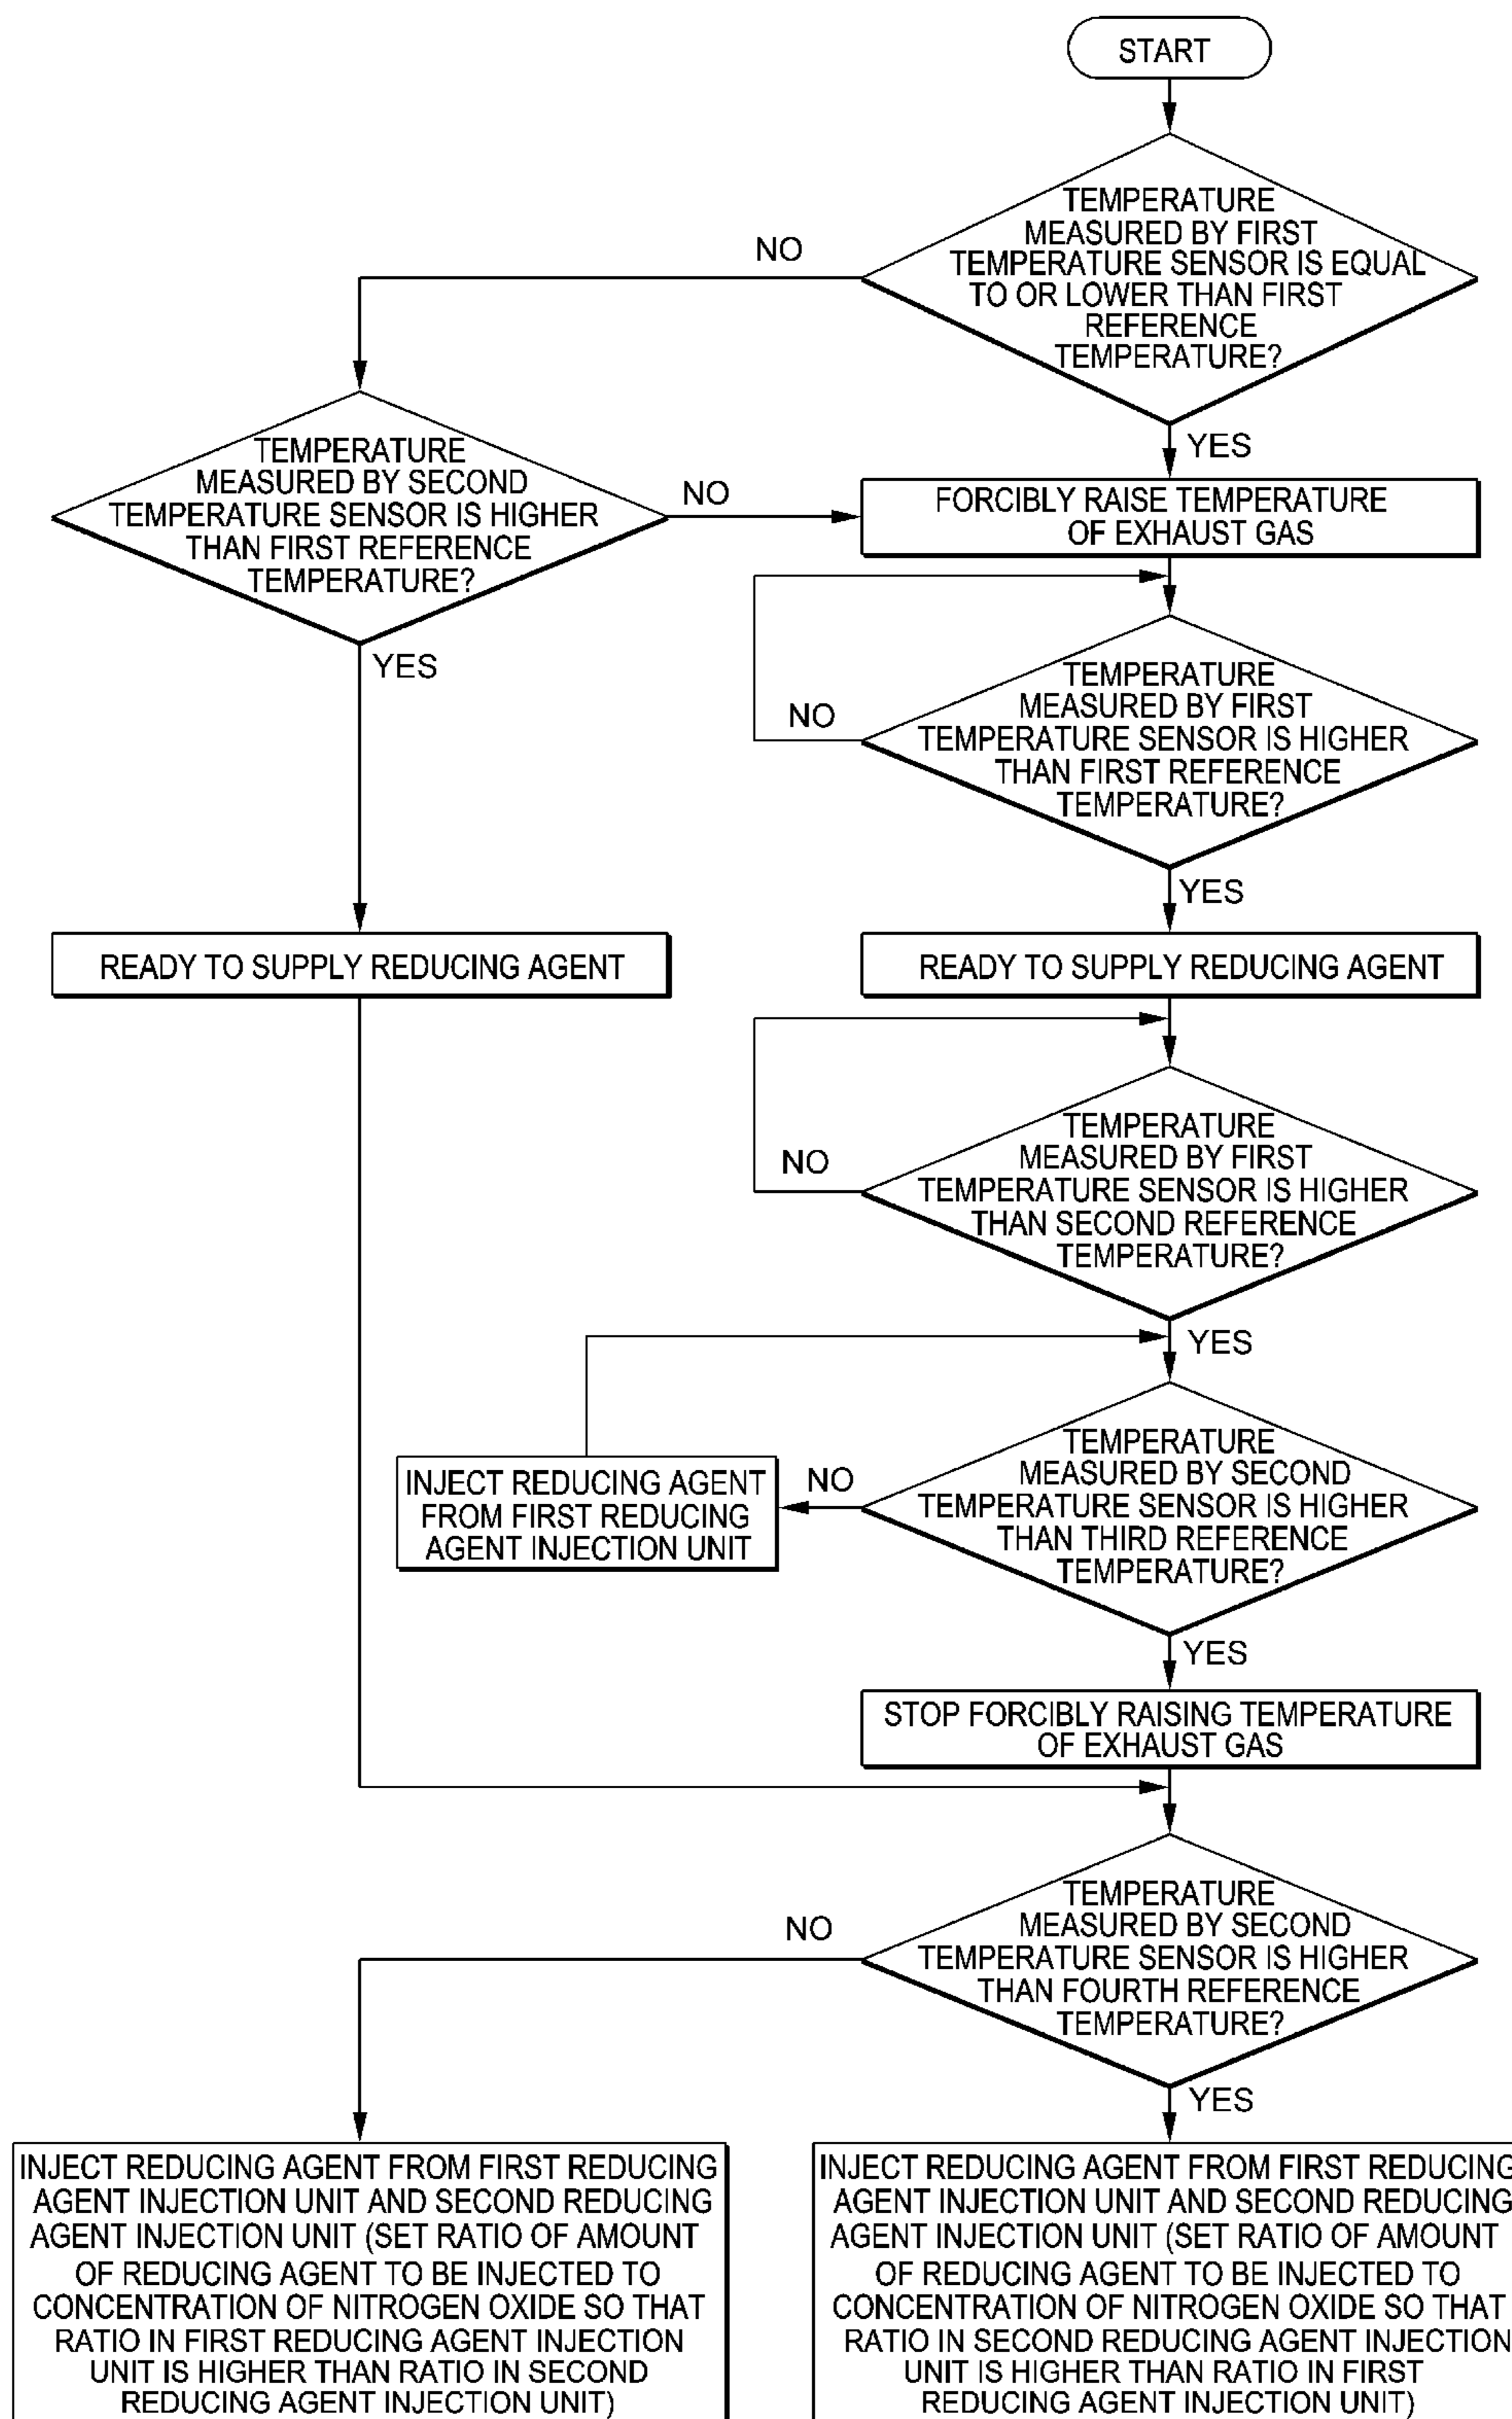 START
TEMPERATURE
MEASURED BY FIRST
TEMPERATURE SENSOR IS EQUAL
TO OR LOWER THAN FIRST
REFERENCE
TEMPERATURE?
NO
YES
TEMPERATURE
MEASURED BY SECOND
TEMPERATURE SENSOR IS HIGHER
THAN FIRST REFERENCE
TEMPERATURE?
NO
YES
FORCIBLY RAISE TEMPERATURE
OF EXHAUST GAS
TEMPERATURE
MEASURED BY FIRST
TEMPERATURE SENSOR IS HIGHER
THAN FIRST REFERENCE
TEMPERATURE?
NO
YES
READY TO SUPPLY REDUCING AGENT
READY TO SUPPLY REDUCING AGENT
TEMPERATURE
MEASURED BY FIRST
TEMPERATURE SENSOR IS HIGHER
THAN SECOND REFERENCE
TEMPERATURE?
NO
YES
TEMPERATURE
MEASURED BY SECOND
TEMPERATURE SENSOR IS HIGHER
THAN THIRD REFERENCE
TEMPERATURE?
NO
INJECT REDUCING AGENT
FROM FIRST REDUCING
AGENT INJECTION UNIT
YES
STOP FORCIBLY RAISING TEMPERATURE
OF EXHAUST GAS
TEMPERATURE
MEASURED BY SECOND
TEMPERATURE SENSOR IS HIGHER
THAN FOURTH REFERENCE
TEMPERATURE?
NO
YES
INJECT REDUCING AGENT FROM FIRST REDUCING
AGENT INJECTION UNIT AND SECOND REDUCING
AGENT INJECTION UNIT (SET RATIO OF AMOUNT
OF REDUCING AGENT TO BE INJECTED TO
CONCENTRATION OF NITROGEN OXIDE SO THAT
RATIO IN FIRST REDUCING AGENT INJECTION
UNIT IS HIGHER THAN RATIO IN SECOND
REDUCING AGENT INJECTION UNIT)
INJECT REDUCING AGENT FROM FIRST REDUCING
AGENT INJECTION UNIT AND SECOND REDUCING
AGENT INJECTION UNIT (SET RATIO OF AMOUNT
OF REDUCING AGENT TO BE INJECTED TO
CONCENTRATION OF NITROGEN OXIDE SO THAT
RATIO IN SECOND REDUCING AGENT INJECTION
UNIT IS HIGHER THAN RATIO IN FIRST
REDUCING AGENT INJECTION UNIT)